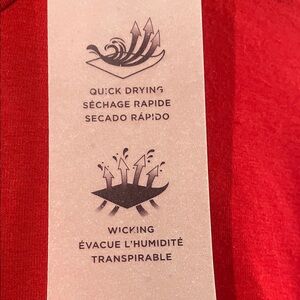 QUICK DRYING
SÉCHAGE RAPIDE
SECADO RÁPIDO
WICKING
ÉVACUE L'HUMIDITÉ
TRANSPIRABLE